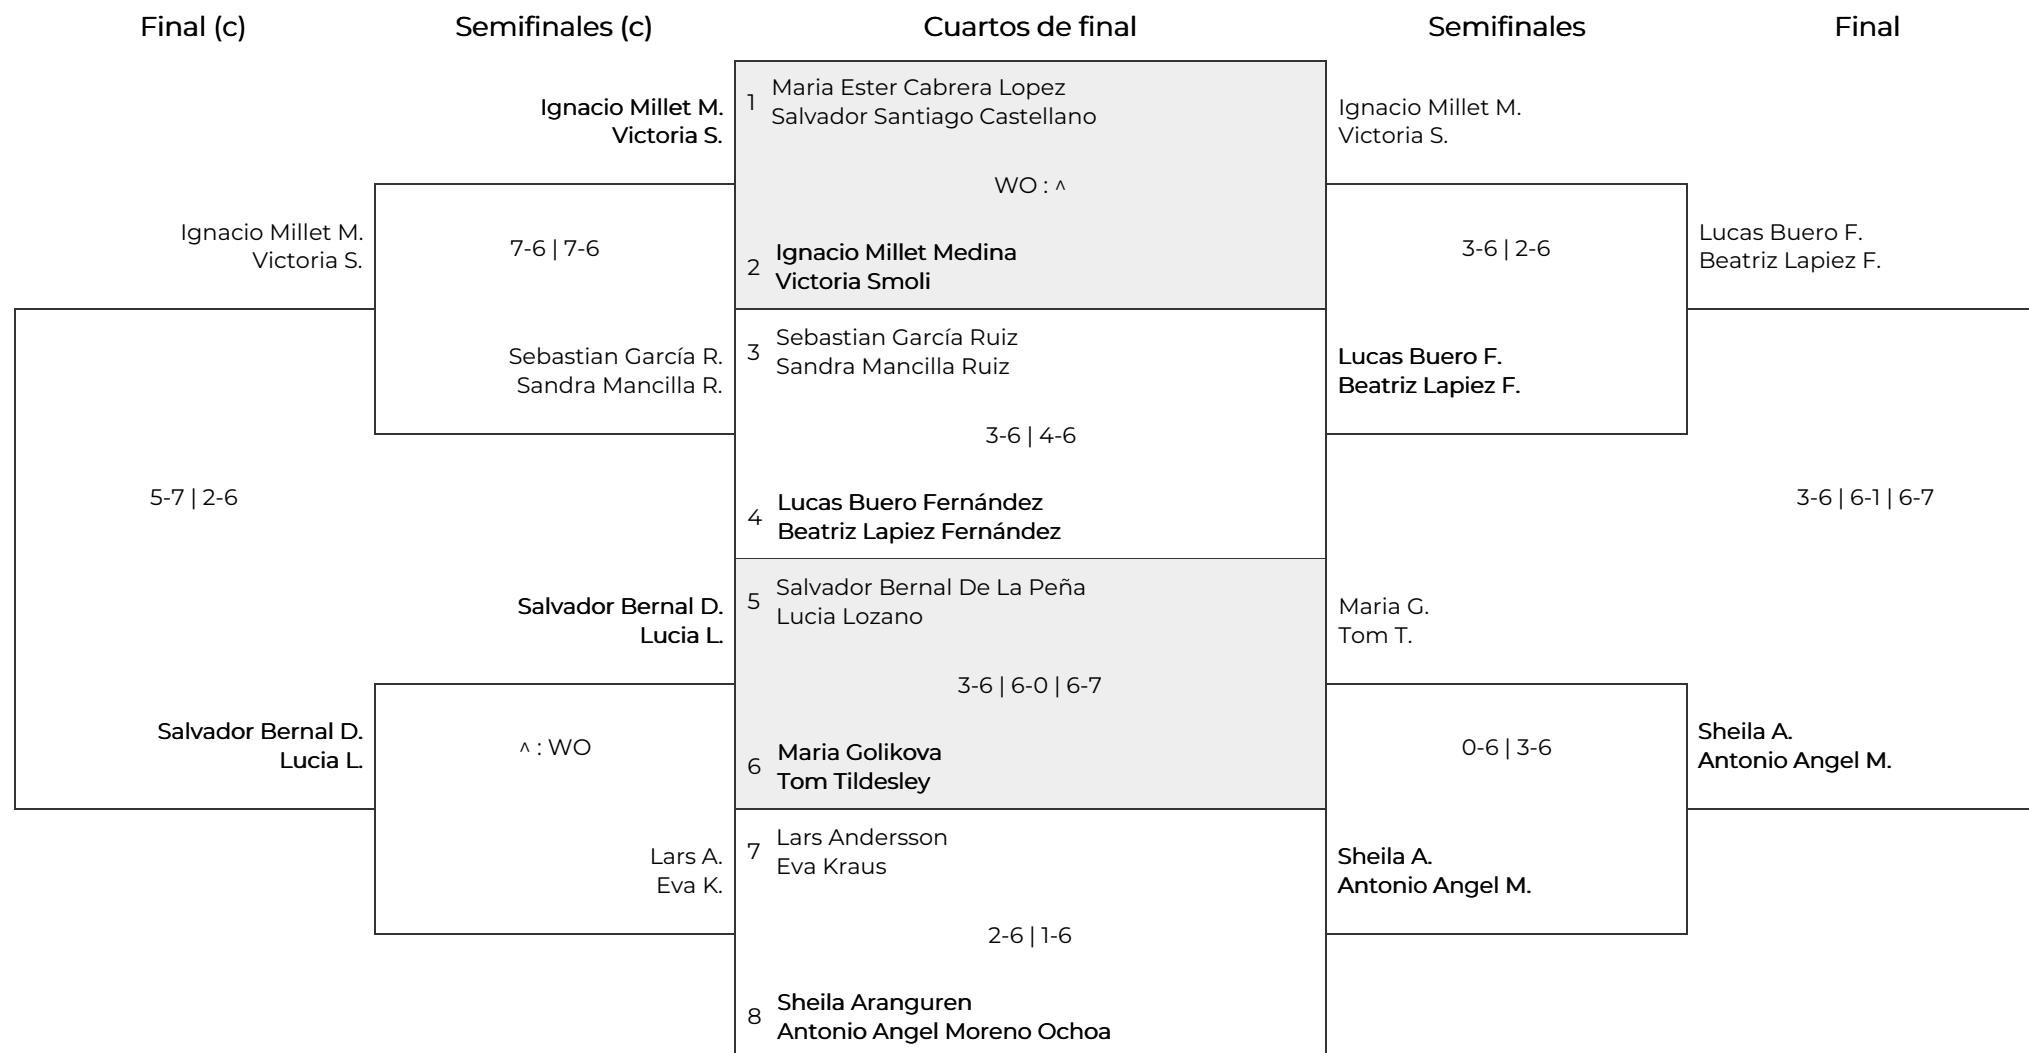 Final (c)
Semifinales (c)
Cuartos de final
Semifinales
Final
Ignacio Millet M.
Victoria S.
7-6 | 7-6
Sebastian García R.
Sandra Mancilla R.
Ignacio Millet M.
Victoria S.
5-7 | 2-6
Salvador Bernal D.
Lucia L.
Salvador Bernal D.
Lucia L.
^ : WO
Lars A.
Eva K.
1
Maria Ester Cabrera Lopez
Salvador Santiago Castellano
WO : ^
2
Ignacio Millet Medina
Victoria Smoli
3
Sebastian García Ruiz
Sandra Mancilla Ruiz
3-6 | 4-6
4
Lucas Buero Fernández
Beatriz Lapiez Fernández
5
Salvador Bernal De La Peña
Lucia Lozano
3-6 | 6-0 | 6-7
6
Maria Golikova
Tom Tildesley
7
Lars Andersson
Eva Kraus
2-6 | 1-6
8
Sheila Aranguren
Antonio Angel Moreno Ochoa
Ignacio Millet M.
Victoria S.
3-6 | 2-6
Lucas Buero F.
Beatriz Lapiez F.
Maria G.
Tom T.
0-6 | 3-6
Sheila A.
Antonio Angel M.
Lucas Buero F.
Beatriz Lapiez F.
3-6 | 6-1 | 6-7
Sheila A.
Antonio Angel M.